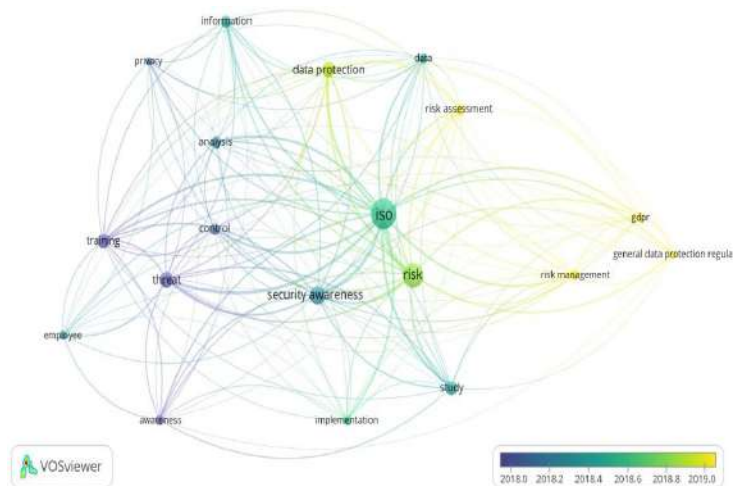 information
data
privacy
data protection
risk assessment
analysis
ISO
gdpr
control
training
general data protection regula
threat
risk
risk management
security awareness
employee
study
awareness
implementation
VOSviewer
2018.0 2018.2 2018.4 2018.6 2018.8 2019.0